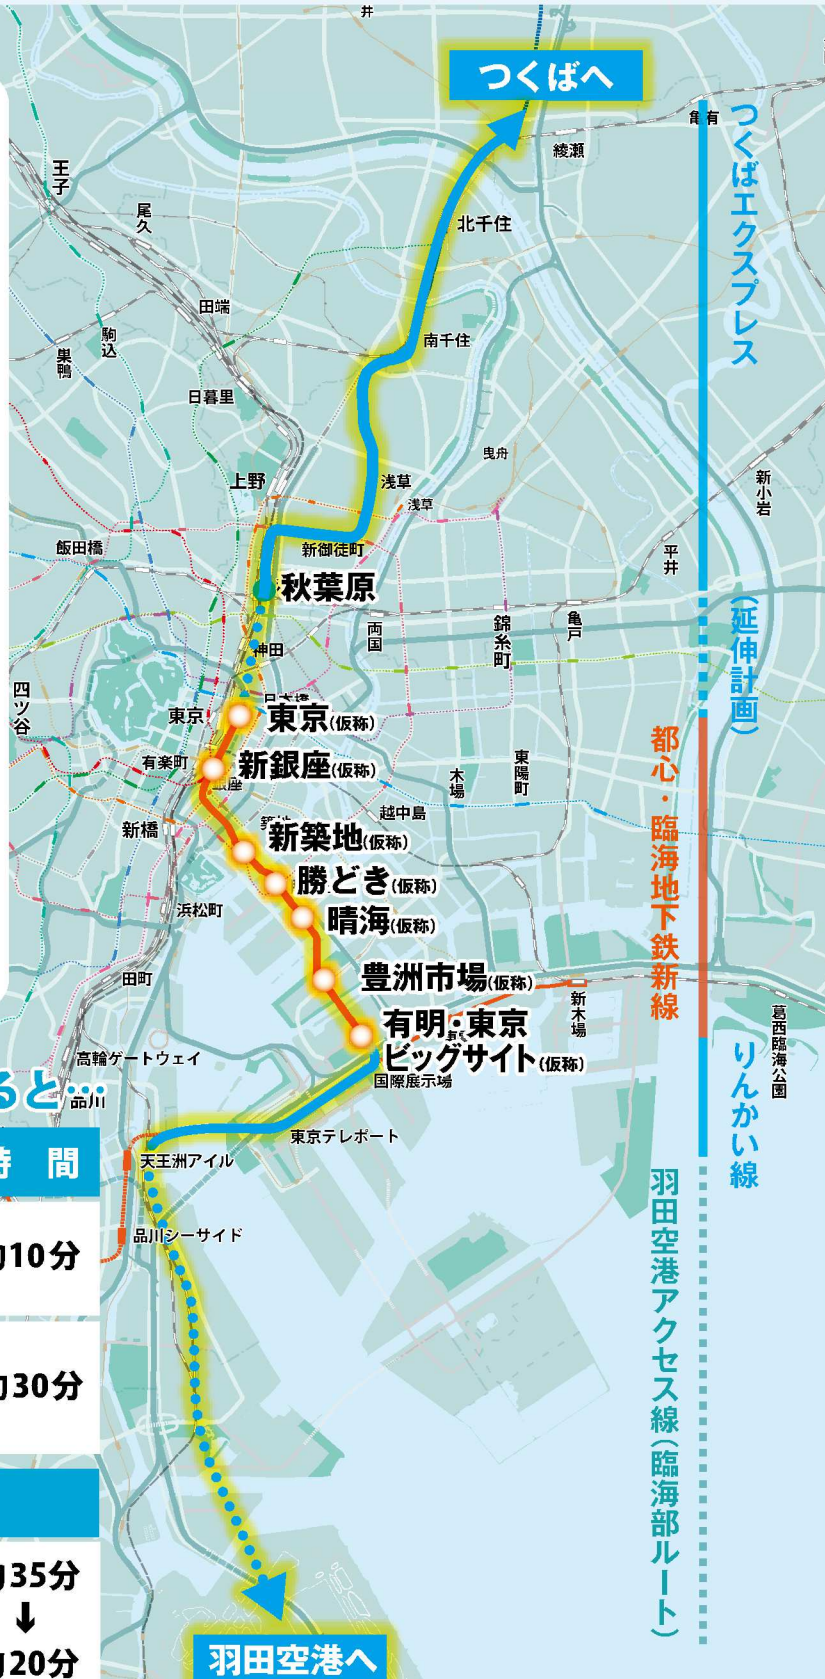 井
つくばへ
亀有
綾瀬
王子
尾久
北千住
田端
南千住
駒込
巣鴨
日暮里
曳舟
上野
浅草
浅草
新小岩
飯田橋
新御徒町
平井
秋葉原
両国
錦糸町
亀戸
神田
四ツ谷
東京
東京(仮称)
有楽町
新銀座(仮称)
木場
東陽町
新橋
越中島
新築地(仮称)
勝どき(仮称)
浜松町
晴海(仮称)
田町
豊洲市場(仮称)
新木場
有明・東京
ビッグサイト(仮称)
葛西臨海公園
高輪ゲートウェイ
国際展示場
品川
東京テレポート
天王洲アイル
品川シーサイド
羽田空港へ
つくばエクスプレス
(延伸計画)
都心・臨海地下鉄新線
りんかい線
羽田空港アクセス線(臨海部ルート)
ると…
時 間
約10分
約30分
約35分
↓
約20分